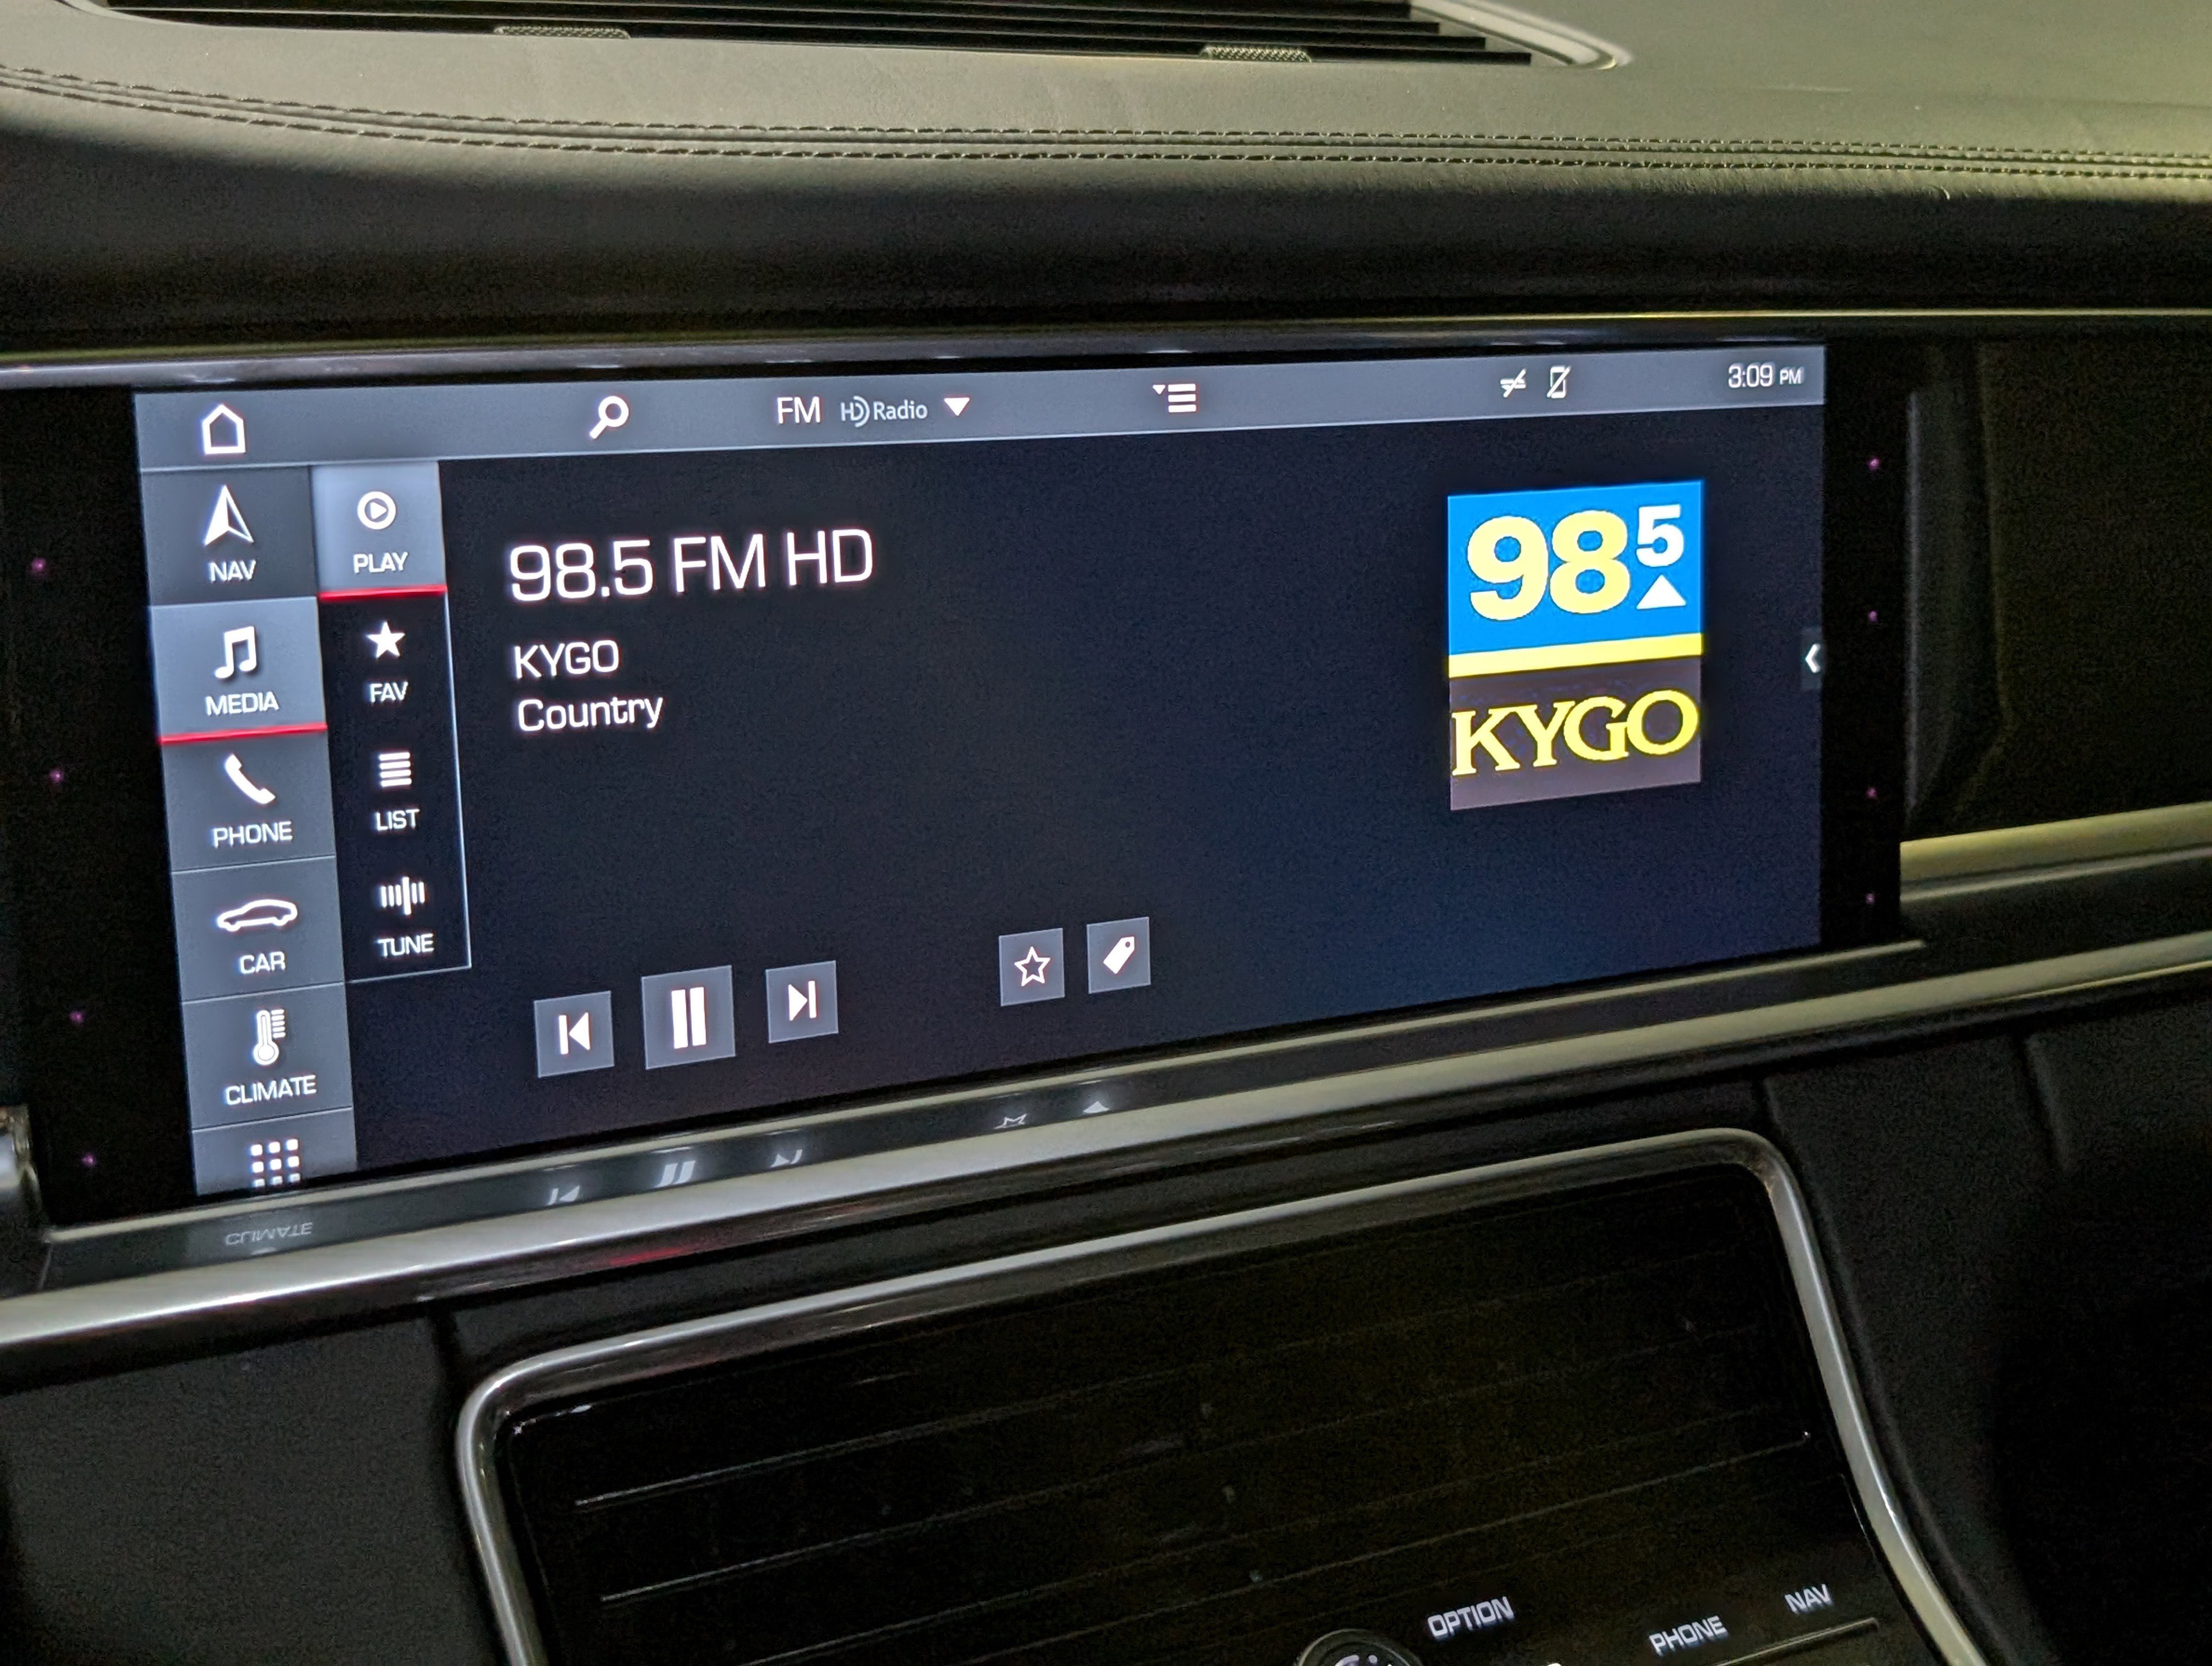 FM HD Radio
3:09 PM
NAV
PLAY
98.5 FM HD
985
MEDIA
FAV
KYGO
Country
KYGO
PHONE
LIST
CAR
TUNE
CLIMATE
CLIMATE
OPTION
PHONE
NAV